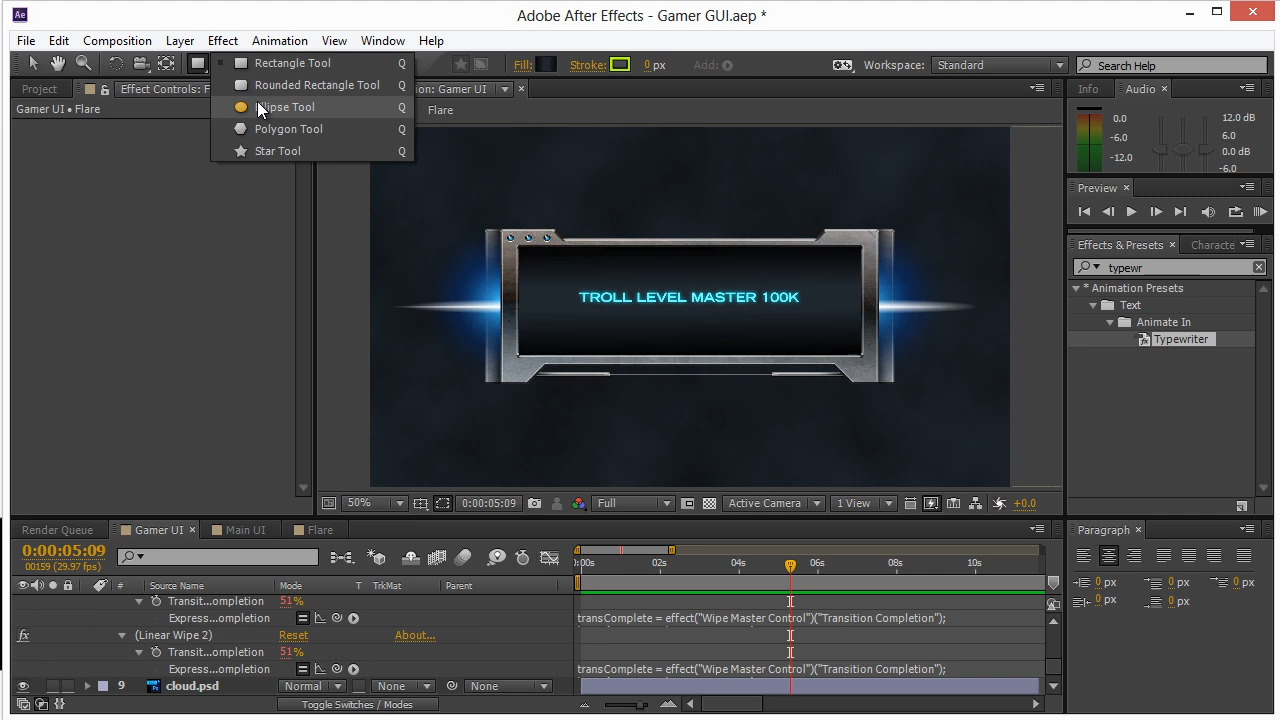 Ae Adobe After Effects - Gamer GUI.aep *
File Edit Composition Layer Effect Animation View Window Help
Fill: Stroke: 0 px Add: Workspace: Standard Search Help
Rectangle Tool Q
Rounded Rectangle Tool Q
Ellipse Tool Q
Polygon Tool Q
Star Tool Q
Project Effect Controls: F
Gamer UI • Flare
ion: Gamer UI
Flare
TROLL LEVEL MASTER 100K
50% 0:00:05:09 Full Active Camera 1 View +0.0
Info Audio
0.0
-6.0
-12.0
12.0 dB
6.0
0.0 dB
-6.0
Preview
Effects & Presets Characte
typewr
* Animation Presets
Text
Animate In
Typewriter
Render Queue Gamer UI Main UI Flare
0:00:05:09
00159 (29.97 fps)
# Source Name Mode T TrkMat Parent
:00s 02s 04s 06s 08s 10s
Transit...ompletion 51%
Express...ompletion transComplete = effect("Wipe Master Control")("Transition Completion");
fx (Linear Wipe 2) Reset About...
Transit...ompletion 51%
Express...ompletion transComplete = effect("Wipe Master Control")("Transition Completion");
9 cloud.psd Normal None None
Toggle Switches / Modes
Paragraph
0 px 0 px 0 px
0 px 0 px